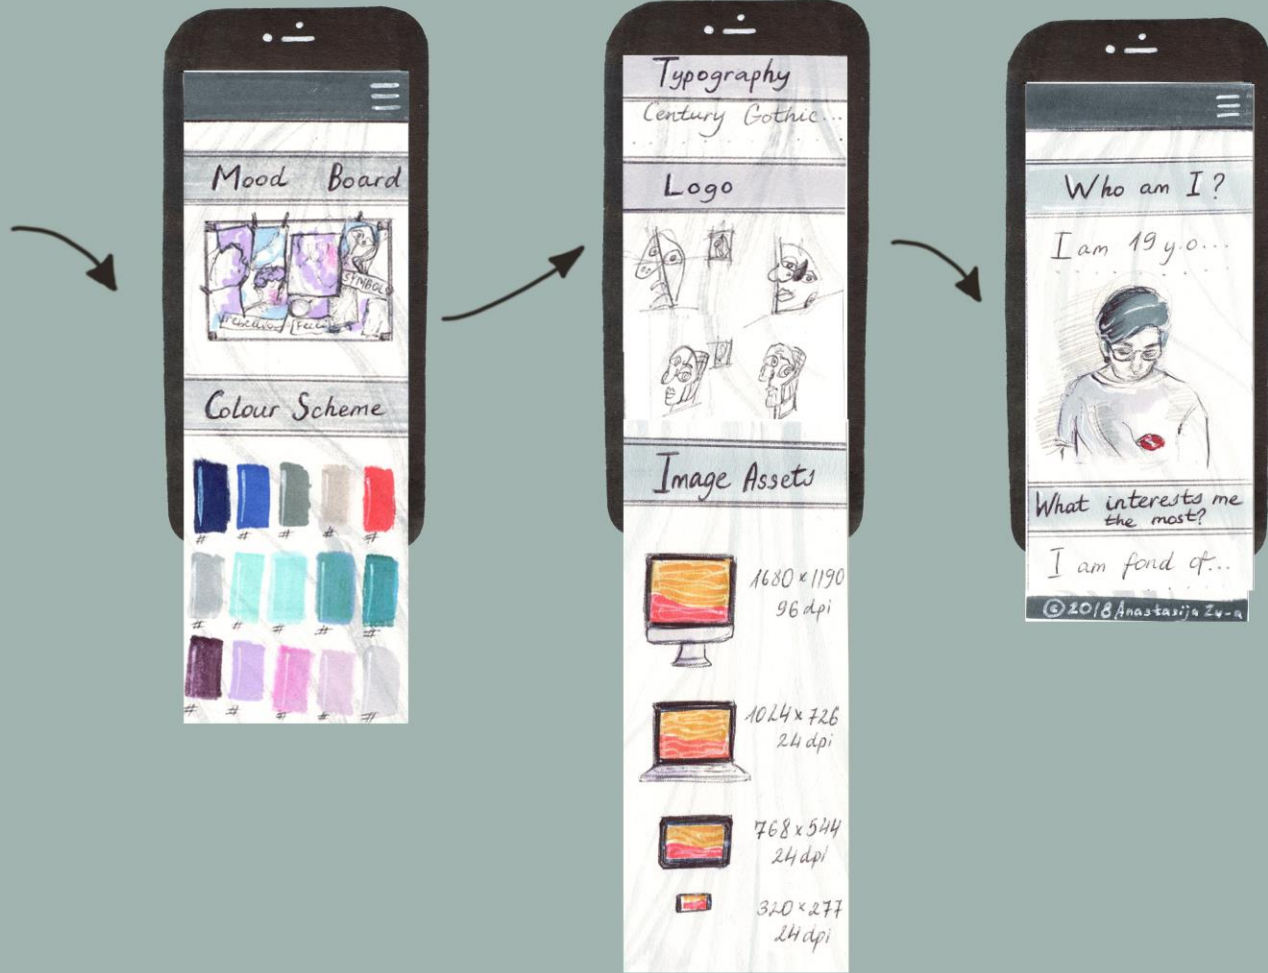 Mood Board
SYMBOLS
Rebellion
Colour Scheme
# # # # #
# # # # #
# # # # #
Typography
Century Gothic...
Logo
Image Assets
1680×1190
96 dpi
1024×726
24 dpi
768×544
24 dpi
320×277
24 dpi
Who am I?
I am 19 y.o...
What interests me
the most?
I am fond of...
©2018 Anastasija Zu-a